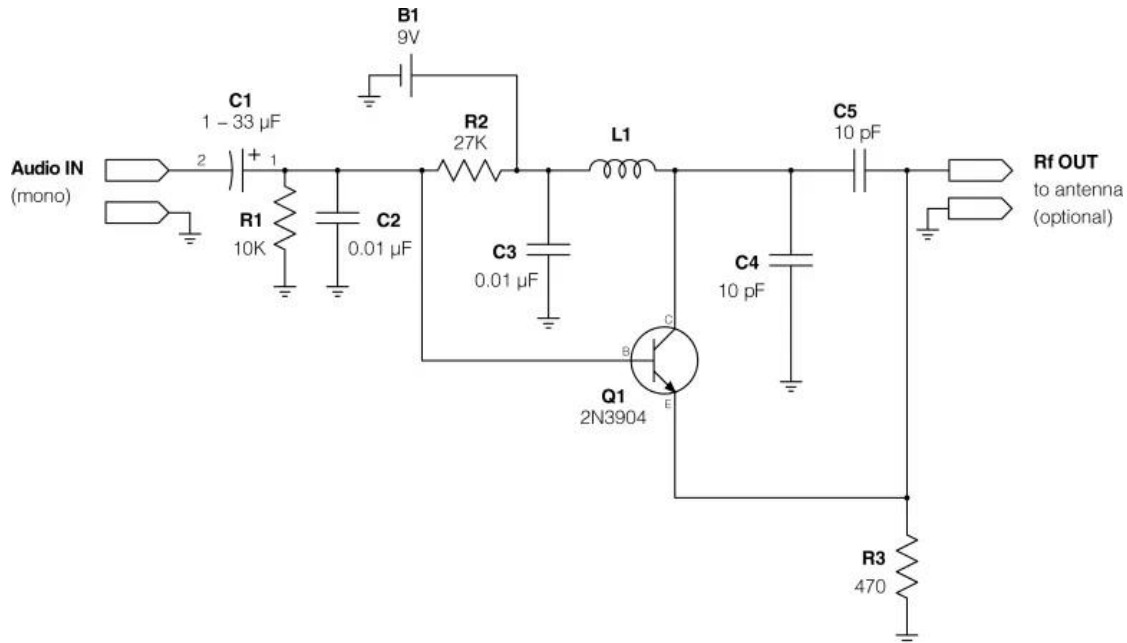 B1
9V
C1
1 – 33 µF
R2
27K
L1
C5
10 pF
Audio IN
(mono)
2
1
Rf OUT
to antenna
(optional)
R1
10K
C2
0.01 µF
C3
0.01 µF
C4
10 pF
C
B
E
Q1
2N3904
R3
470